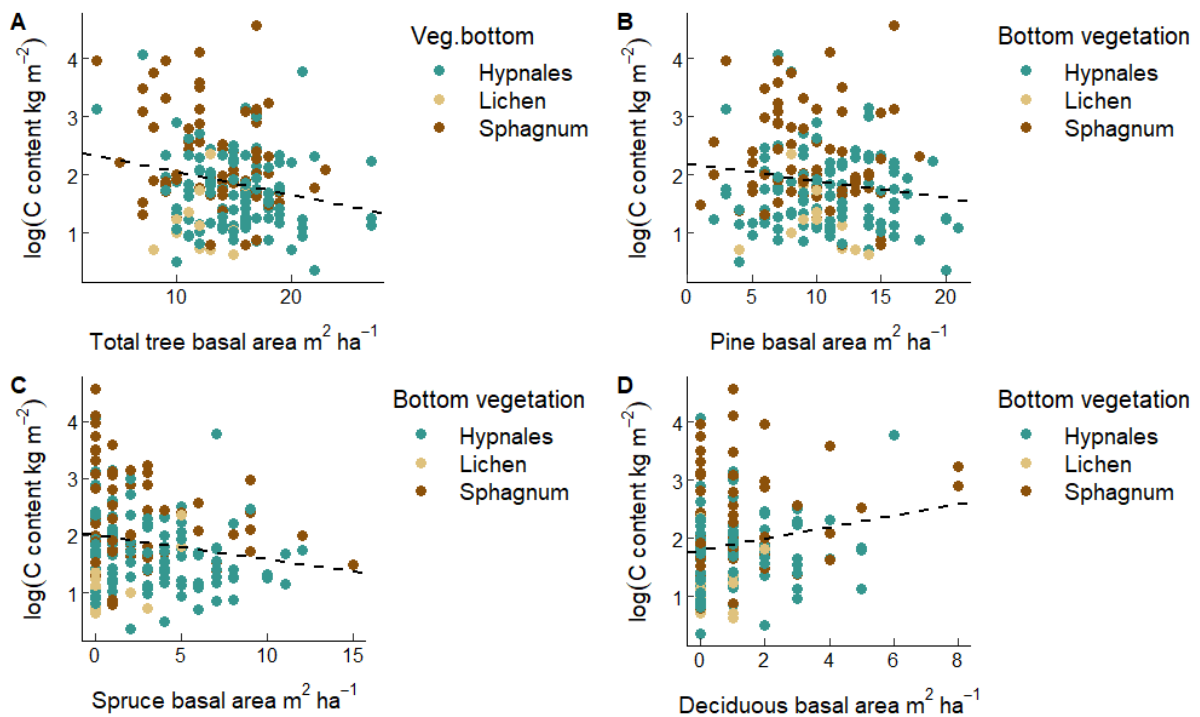 A
log(C content kg m⁻²)
4
3
2
1
10
20
Total tree basal area m² ha⁻¹
Veg.bottom
Hypnales
Lichen
Sphagnum
B
log(C content kg m⁻²)
4
3
2
1
0
5
10
15
20
Pine basal area m² ha⁻¹
Bottom vegetation
Hypnales
Lichen
Sphagnum
C
log(C content kg m⁻²)
4
3
2
1
0
5
10
15
Spruce basal area m² ha⁻¹
Bottom vegetation
Hypnales
Lichen
Sphagnum
D
log(C content kg m⁻²)
4
3
2
1
0
2
4
6
8
Deciduous basal area m² ha⁻¹
Bottom vegetation
Hypnales
Lichen
Sphagnum